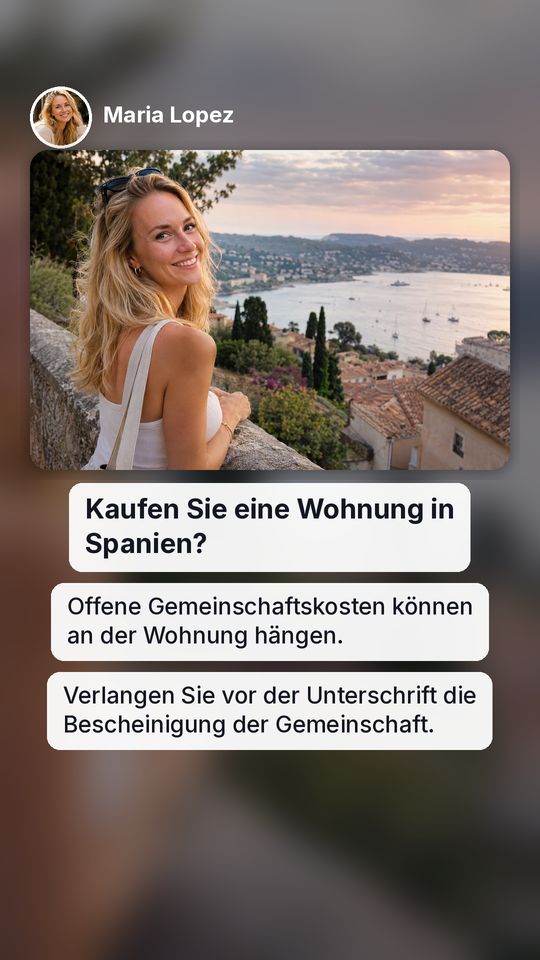 Maria Lopez
Kaufen Sie eine Wohnung in
Spanien?
Offene Gemeinschaftskosten können
an der Wohnung hängen.
Verlangen Sie vor der Unterschrift die
Bescheinigung der Gemeinschaft.